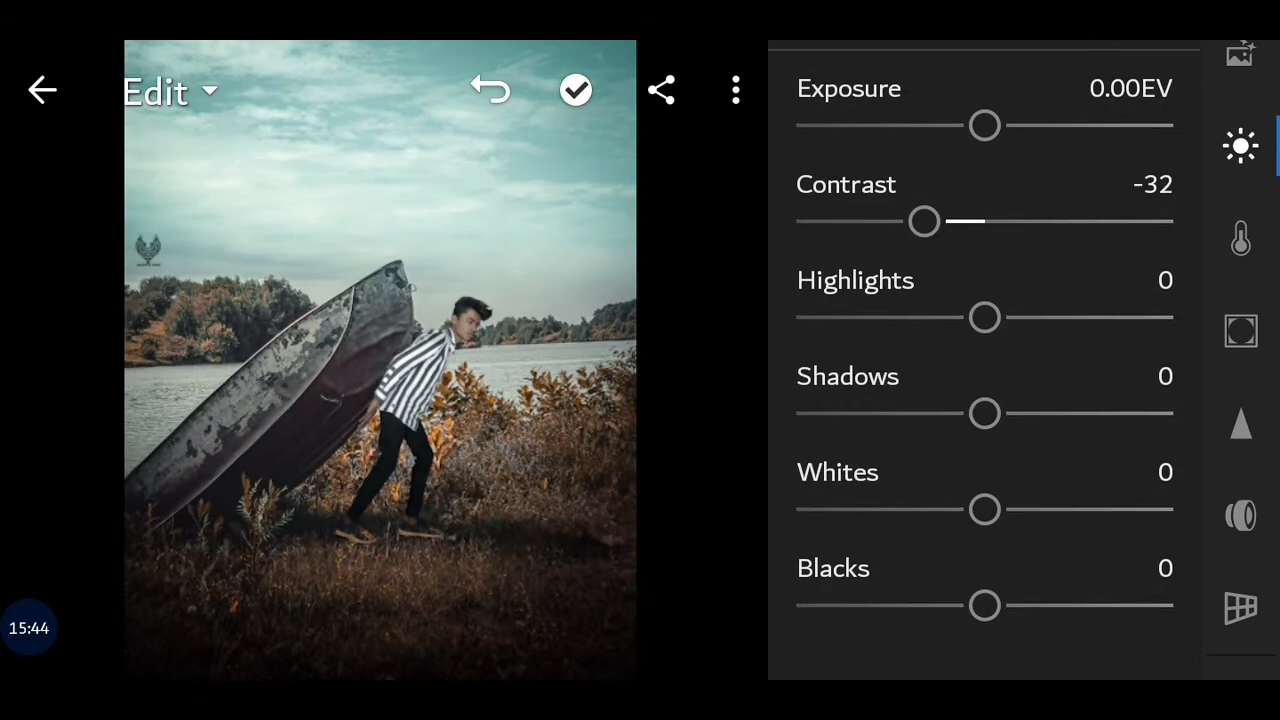 Edit
Exposure 0.00EV
Contrast -32
Highlights 0
Shadows 0
Whites 0
Blacks 0
15:44